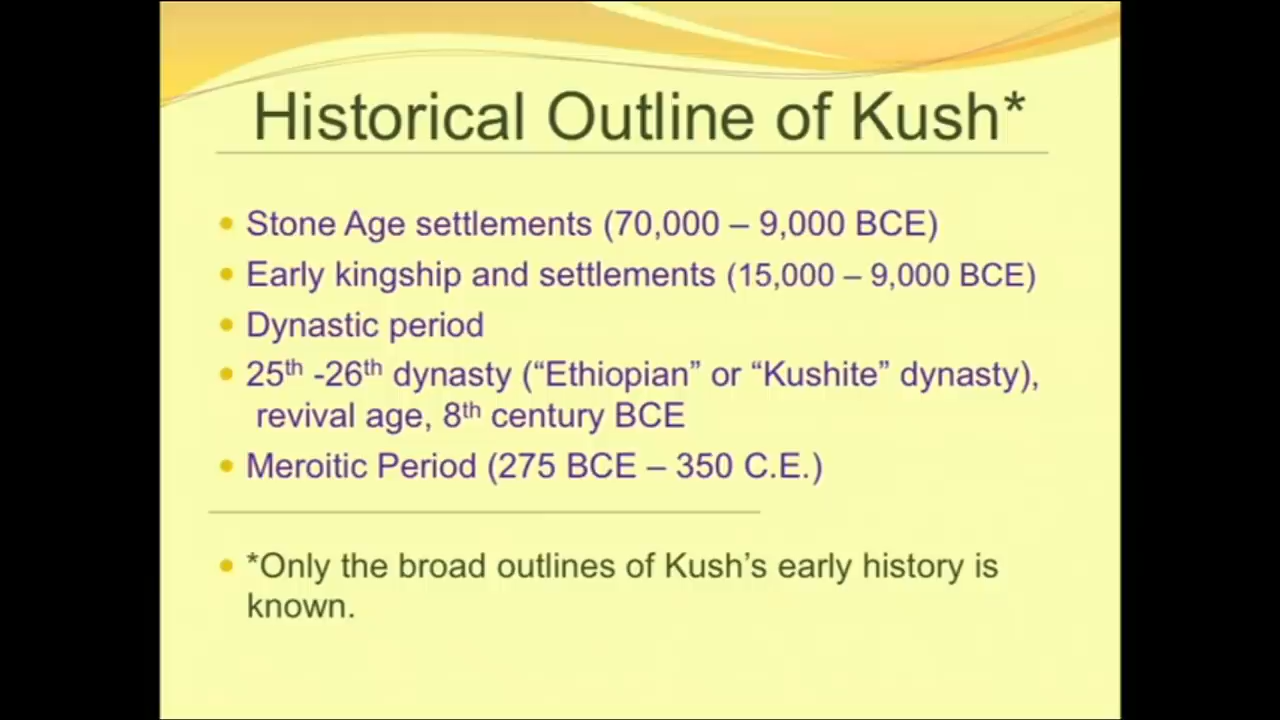 Historical Outline of Kush*
• Stone Age settlements (70,000 – 9,000 BCE)
• Early kingship and settlements (15,000 – 9,000 BCE)
• Dynastic period
• 25th -26th dynasty (“Ethiopian” or “Kushite” dynasty),
revival age, 8th century BCE
• Meroitic Period (275 BCE – 350 C.E.)
• *Only the broad outlines of Kush’s early history is
known.